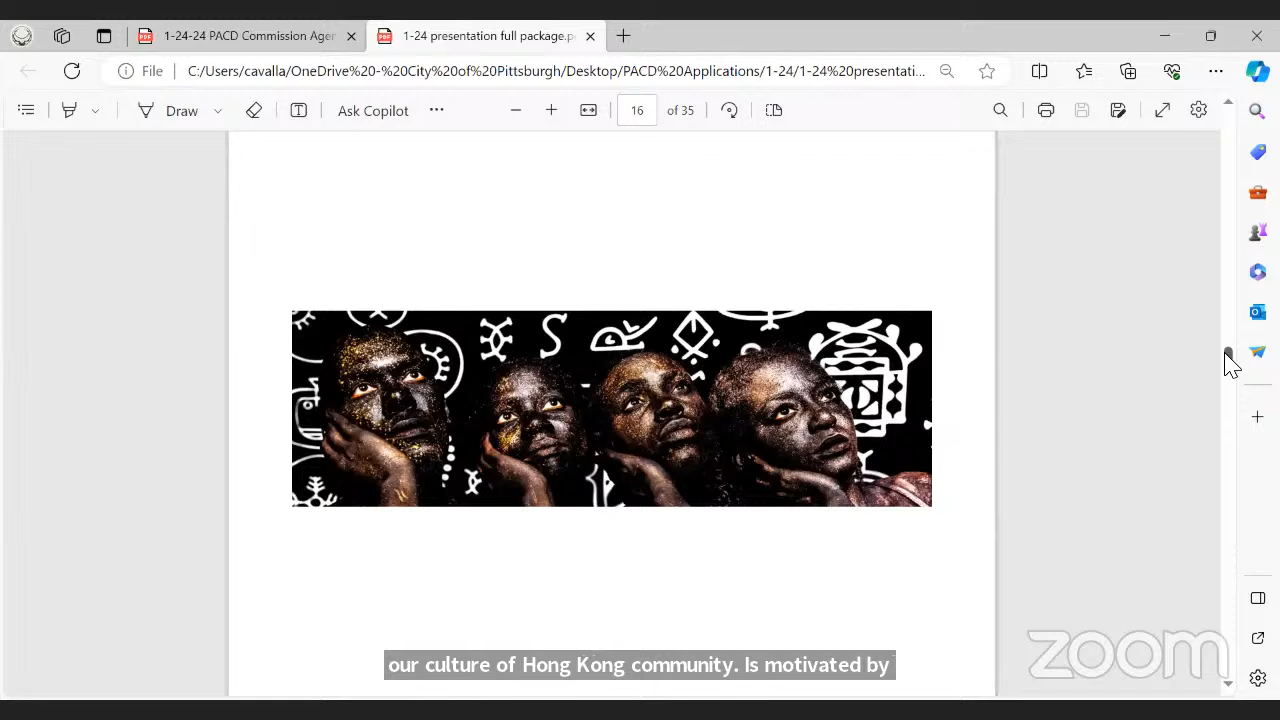 1-24-24 PACD Commission Ager
1-24 presentation full package.p
File
C:/Users/cavalla/OneDrive%20-%20City%20of%20Pittsburgh/Desktop/PACD%20Applications/1-24/1-24%20presentati...
Draw
Ask Copilot
16
of 35
our culture of Hong Kong community. Is motivated by
zoom